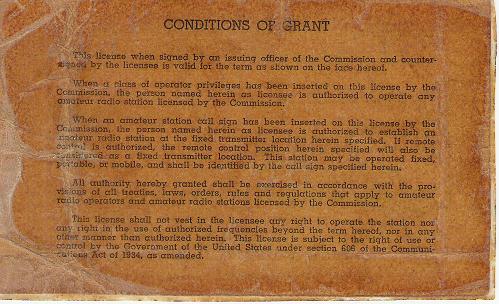 CONDITIONS OF GRANT
This license when signed by an issuing officer of the Commission and counter-
signed by the licensee is valid for the term as shown on the face hereof.
When a class of operator privileges has been inserted on this license by the
Commission, the person named herein as licensee is authorized to operate any
amateur radio station licensed by the Commission.
When an amateur station call sign has been inserted on this license by the
Commission, the person named herein as licensee is authorized to establish an
amateur radio station at the fixed transmitter location herein specified. If remote
control is authorized, the remote control position herein specified will also be
construed as a fixed transmitter location. This station may be operated fixed,
portable, or mobile, and shall be identified by the call sign specified herein.
All authority hereby granted shall be exercised in accordance with the pro-
visions of all treaties, laws, orders, rules and regulations that apply to amateur
radio operators and amateur radio stations licensed by the Commission.
This license shall not vest in the licensee any right to operate the station nor
any right in the use of authorized frequencies beyond the term hereof, nor in any
other manner than authorized herein. This license is subject to the right of use or
control by the Government of the United States under section 606 of the Communi-
cations Act of 1934, as amended.